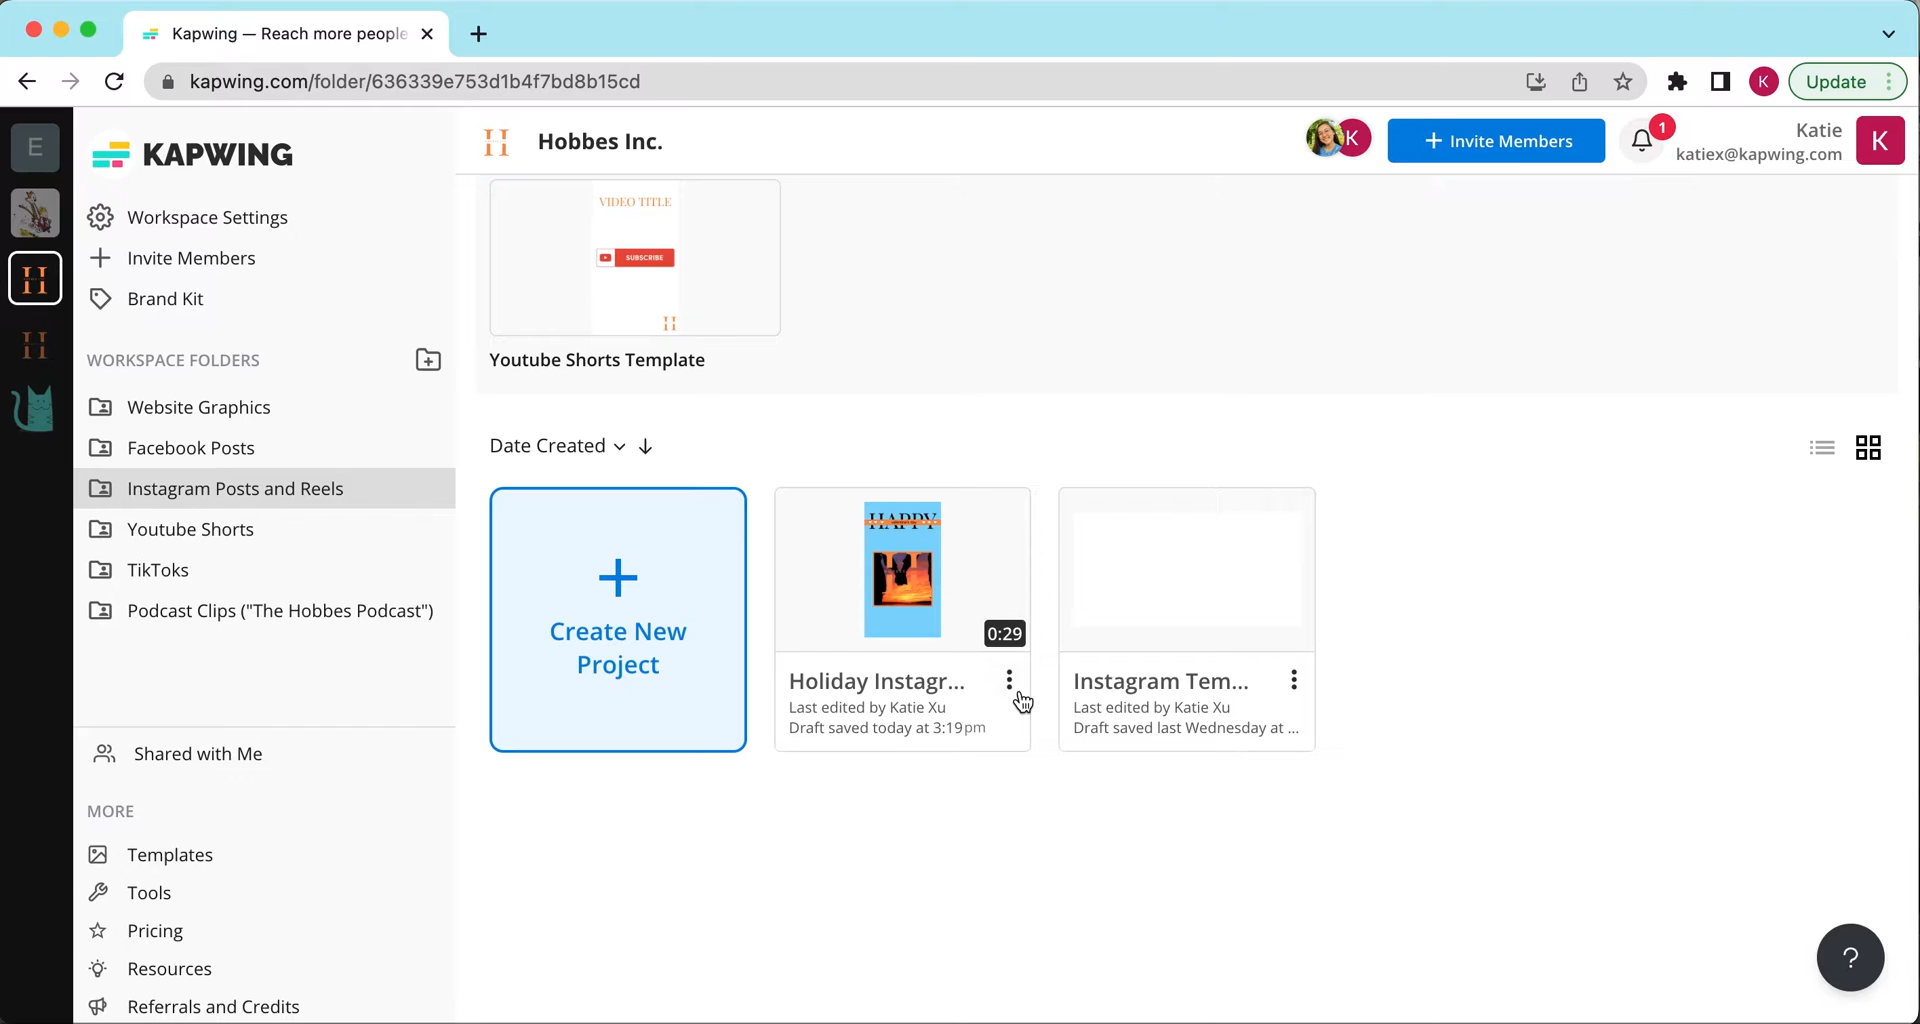 Kapwing — Reach more people
kapwing.com/folder/636339e753d1b4f7bd8b15cd
K
Update
E
KAPWING
Hobbes Inc.
K
+ Invite Members
1
Katie
katiex@kapwing.com
K
Workspace Settings
Invite Members
Brand Kit
WORKSPACE FOLDERS
Website Graphics
Facebook Posts
Instagram Posts and Reels
Youtube Shorts
TikToks
Podcast Clips ("The Hobbes Podcast")
Shared with Me
MORE
Templates
Tools
Pricing
Resources
Referrals and Credits
H
H
H
VIDEO TITLE
SUBSCRIBE
H
Youtube Shorts Template
Date Created
+
Create New
Project
HAPPY
0:29
Holiday Instagr...
Last edited by Katie Xu
Draft saved today at 3:19pm
Instagram Tem...
Last edited by Katie Xu
Draft saved last Wednesday at ...
?